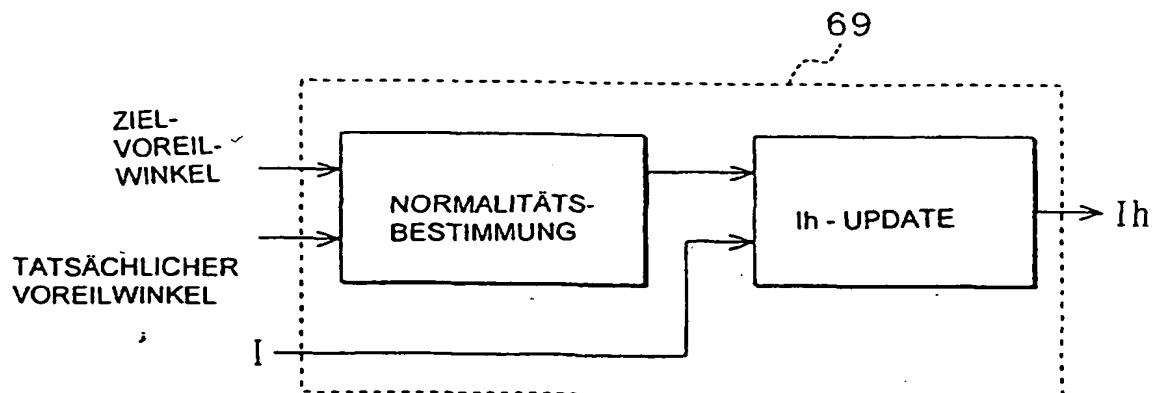 69
ZIEL-
VOREIL-
WINKEL
NORMALITÄTS-
BESTIMMUNG
Ih - UPDATE
Ih
TATSÄCHLICHER
VOREILWINKEL
I